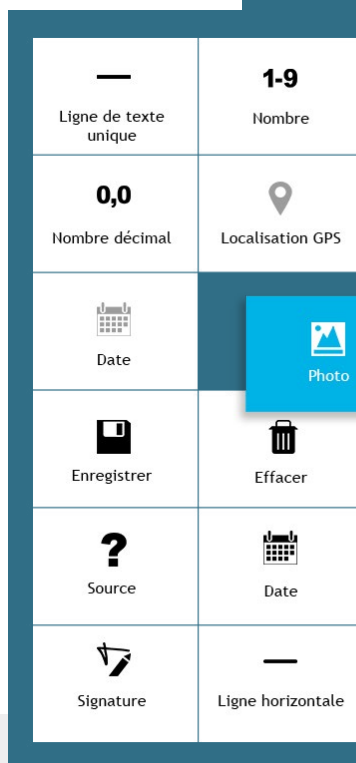 1-9
Ligne de texte
unique
Nombre
0,0
Nombre décimal
Localisation GPS
Date
Photo
Enregistrer
Effacer
?
Source
Date
Signature
Ligne horizontale